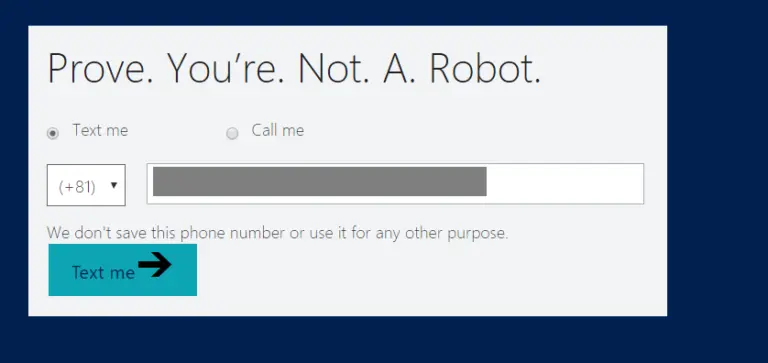 Prove. You’re. Not. A. Robot.
Text me Call me
(+81)
We don't save this phone number or use it for any other purpose.
Text me